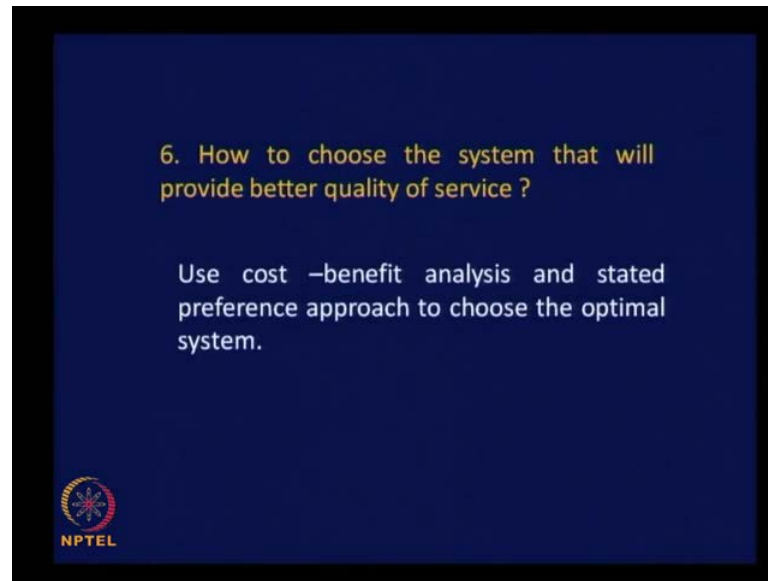 6. How to choose the system that will
provide better quality of service ?
Use cost –benefit analysis and stated
preference approach to choose the optimal
system.
NPTEL